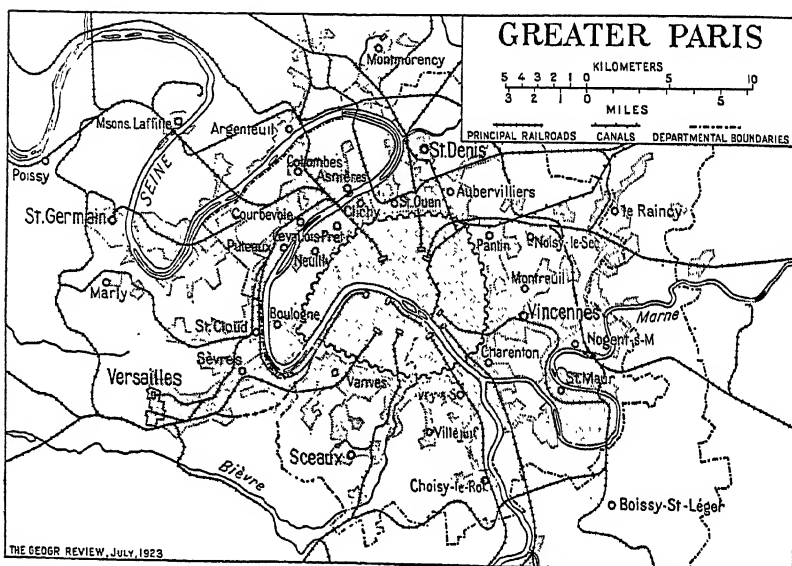 GREATER PARIS
KILOMETERS
5 4 3 2 1 0 5 10
3 2 1 0 5
MILES
PRINCIPAL RAILROADS CANALS DEPARTMENTAL BOUNDARIES
Montmorency
Msons. Laffitte
Argenteuil
St. Denis
Poissy
SEINE
Colombes
Asnières
Aubervilliers
St. Germain
Clichy
St. Ouen
le Raincy
Courbevoie
Levallois-Pret
Puteaux
Neuilly
Pantin
Noisy-le-Sec
Marly
Montreuil
Vincennes
Marne
St. Cloud
Boulogne
Nogent-s-M
Sèvres
Charenton
Versailles
Vanves
St. Maur
Ivry-s-S
Villejuif
Sceaux
Bièvre
Choisy-le-Roi
Boissy-St-Léger
THE GEOGR REVIEW, JULY, 1923